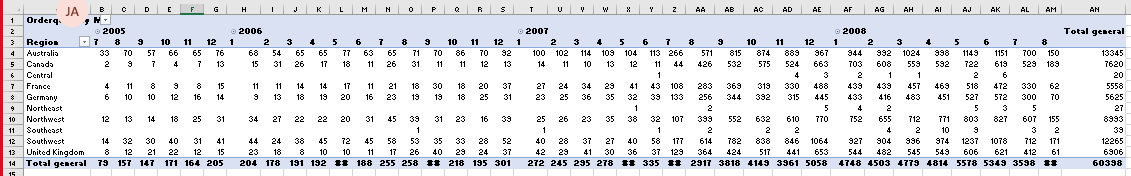 B C D E F G H I J K L M N O P Q R S T U V W X Y Z AA AB AC AD AE AF AG AH AI AJ AK AL AM AN
JA
1 Orderq M
2 2005 2006 2007 2008
3 Region 7 8 9 10 11 12 1 2 3 4 5 6 7 8 9 10 11 12 1 2 3 4 5 6 7 8 9 10 11 12 1 2 3 4 5 6 7 8 Total general
4 Australia 33 70 57 66 65 76 68 54 65 65 77 63 65 71 70 86 70 92 100 102 114 109 104 113 266 571 815 874 889 967 944 992 1024 998 1149 1151 700 150 13345
5 Canada 2 9 7 4 7 13 15 31 26 17 18 11 26 31 11 11 12 13 14 11 10 13 12 11 44 426 532 575 524 663 703 608 559 592 722 619 529 189 7620
6 Central 1 4 3 2 1 1 2 6 20
7 France 4 11 8 9 8 15 11 11 14 14 17 11 21 18 30 18 20 37 27 24 34 29 41 43 108 283 369 319 330 488 439 439 457 469 518 472 330 62 5558
8 Germany 6 10 10 12 16 14 9 13 18 19 20 16 23 19 19 18 25 31 23 25 36 35 32 39 133 256 344 392 315 445 433 416 483 451 527 572 300 70 5625
9 Northeast 1 2 5 4 2 5 3 5 27
10 Northwest 12 13 14 18 25 31 34 27 22 22 20 31 45 39 31 23 16 39 25 26 23 35 38 32 107 399 552 632 610 770 752 655 712 771 803 827 607 155 8993
11 Southeast 1 1 1 2 2 2 4 2 10 9 3 2 39
12 Southwest 14 32 30 40 31 41 44 24 38 45 72 45 58 53 35 33 28 52 40 28 37 27 40 58 177 614 782 838 846 1064 927 904 996 974 1237 1078 712 171 12265
13 United Kingdom 8 12 21 22 12 15 23 18 8 10 10 11 17 26 40 29 24 37 42 29 41 30 36 37 129 364 424 517 441 653 544 482 545 549 606 621 412 61 6906
14 Total general 79 157 147 171 164 205 204 178 191 192 ## 188 255 258 ## 218 195 301 272 245 295 278 ## 335 ## 2917 3818 4149 3961 5058 4748 4503 4779 4814 5578 5349 3598 ## 60398
15